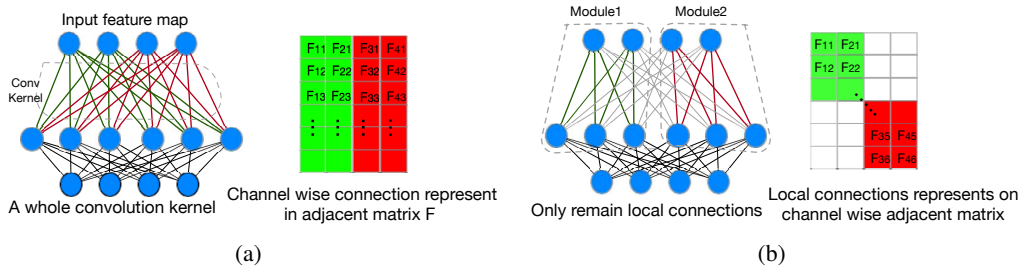 Input feature map
Conv
Kernel
A whole convolution kernel
F11 F21 F31 F41
F12 F22 F32 F42
F13 F23 F33 F43
Channel wise connection represent
in adjacent matrix F
(a)
Module1 Module2
Only remain local connections
F11 F21
F12 F22
F35 F45
F36 F46
Local connections represents on
channel wise adjacent matrix
(b)